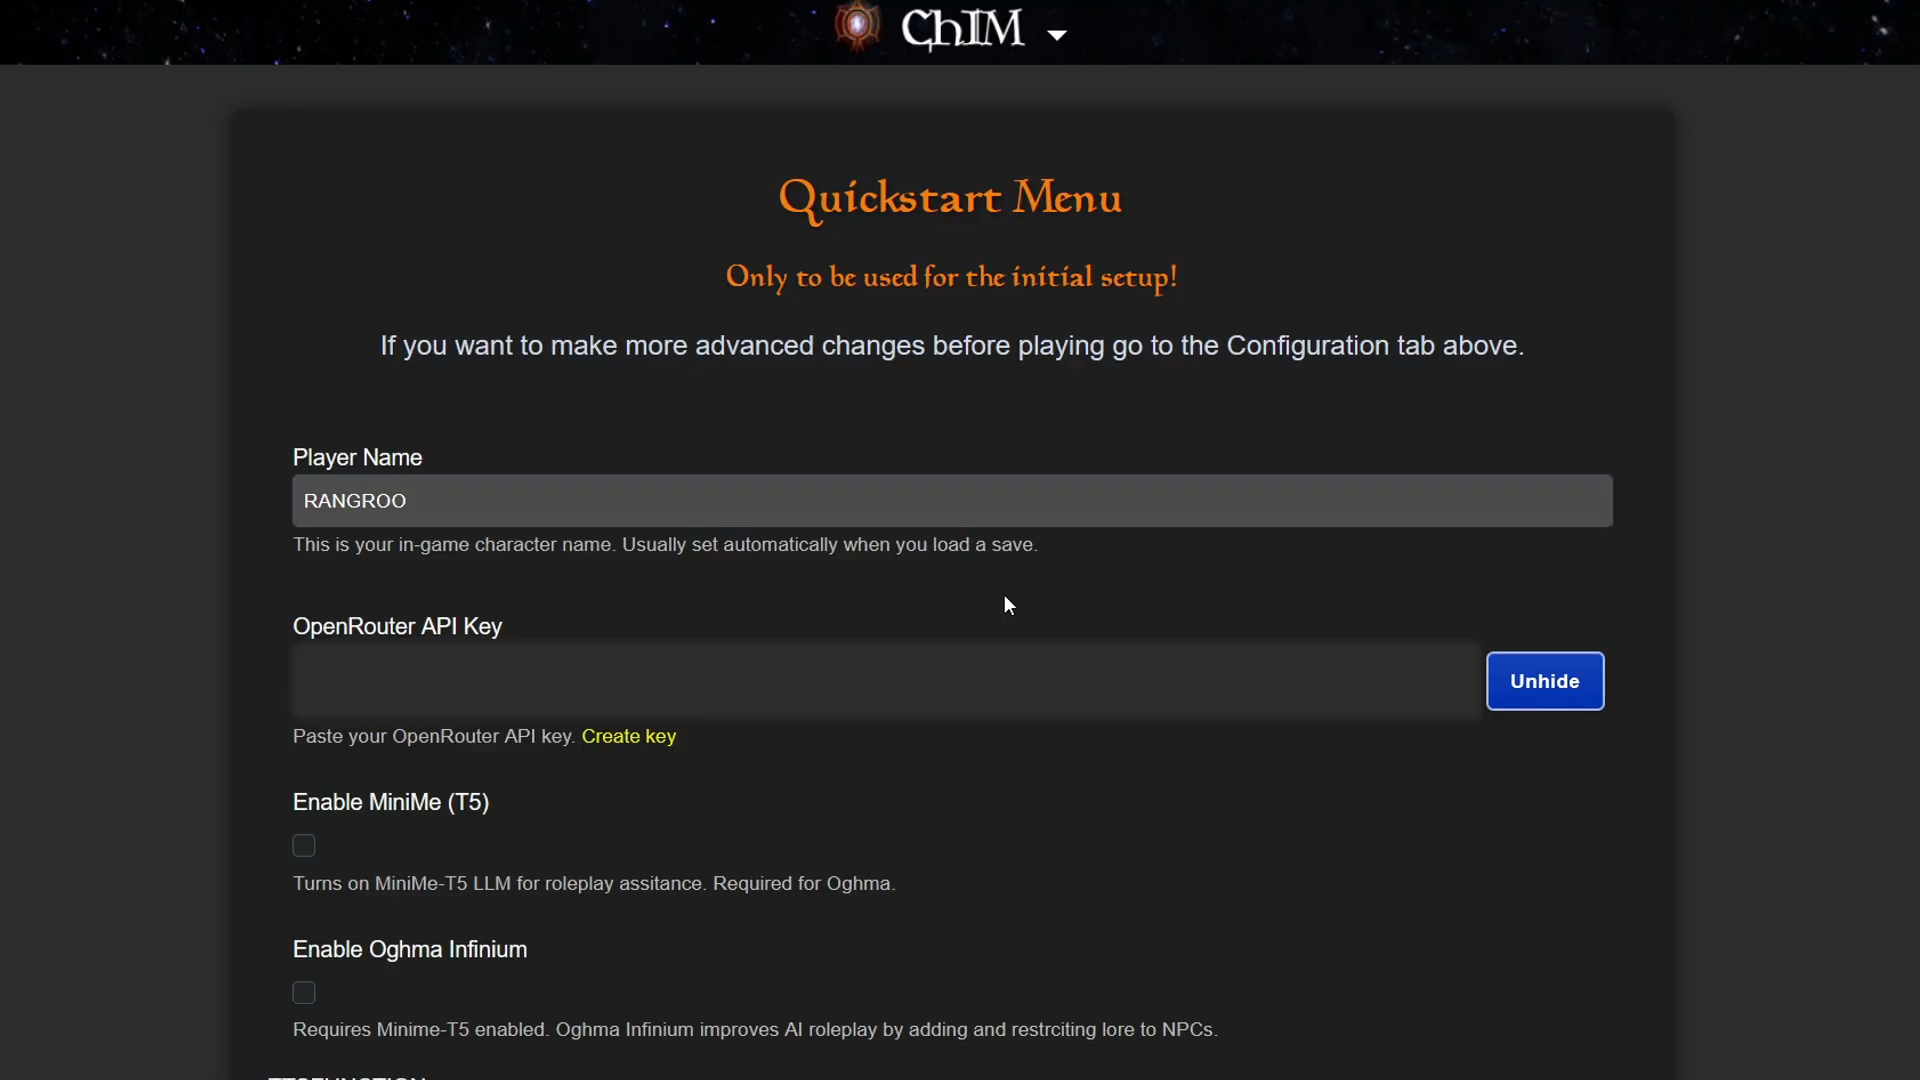 ChIM
Quickstart Menu
Only to be used for the initial setup!
If you want to make more advanced changes before playing go to the Configuration tab above.
Player Name
RANGROO
This is your in-game character name. Usually set automatically when you load a save.
OpenRouter API Key
Unhide
Paste your OpenRouter API key. Create key
Enable MiniMe (T5)
Turns on MiniMe-T5 LLM for roleplay assitance. Required for Oghma.
Enable Oghma Infinium
Requires Minime-T5 enabled. Oghma Infinium improves AI roleplay by adding and restrciting lore to NPCs.